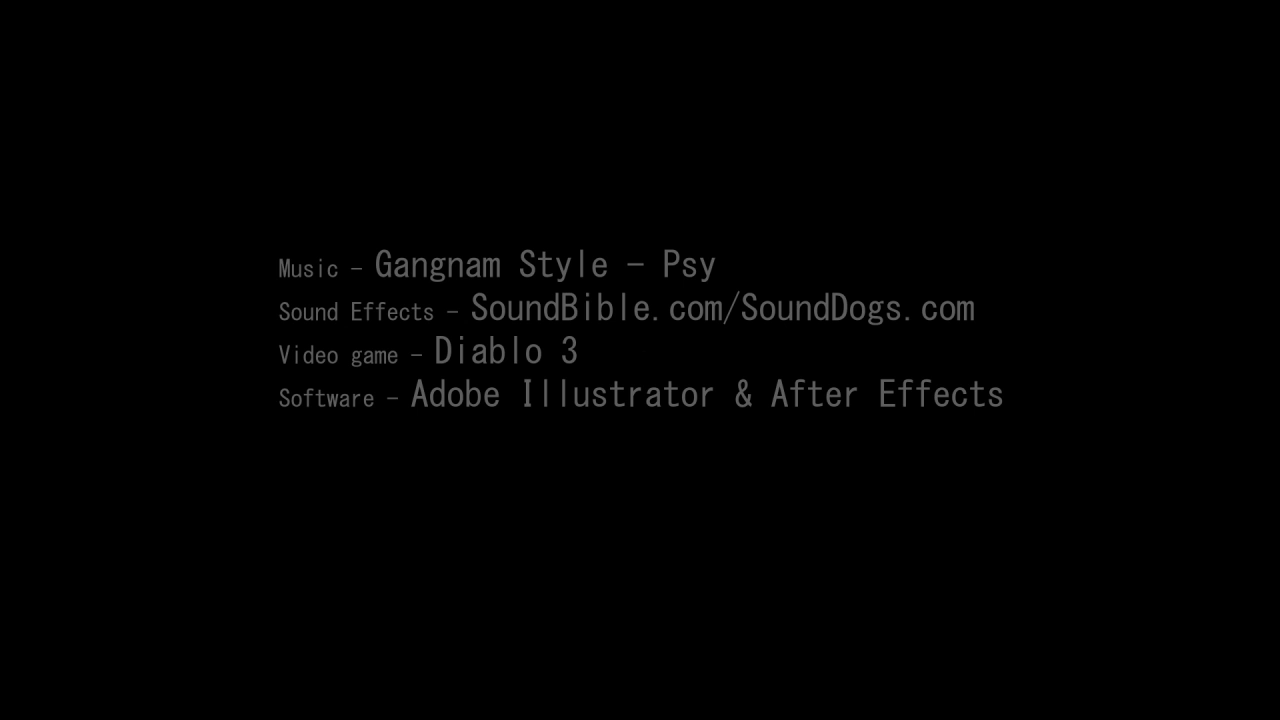 Music - Gangnam Style - Psy
Sound Effects - SoundBible.com/SoundDogs.com
Video game - Diablo 3
Software - Adobe Illustrator & After Effects